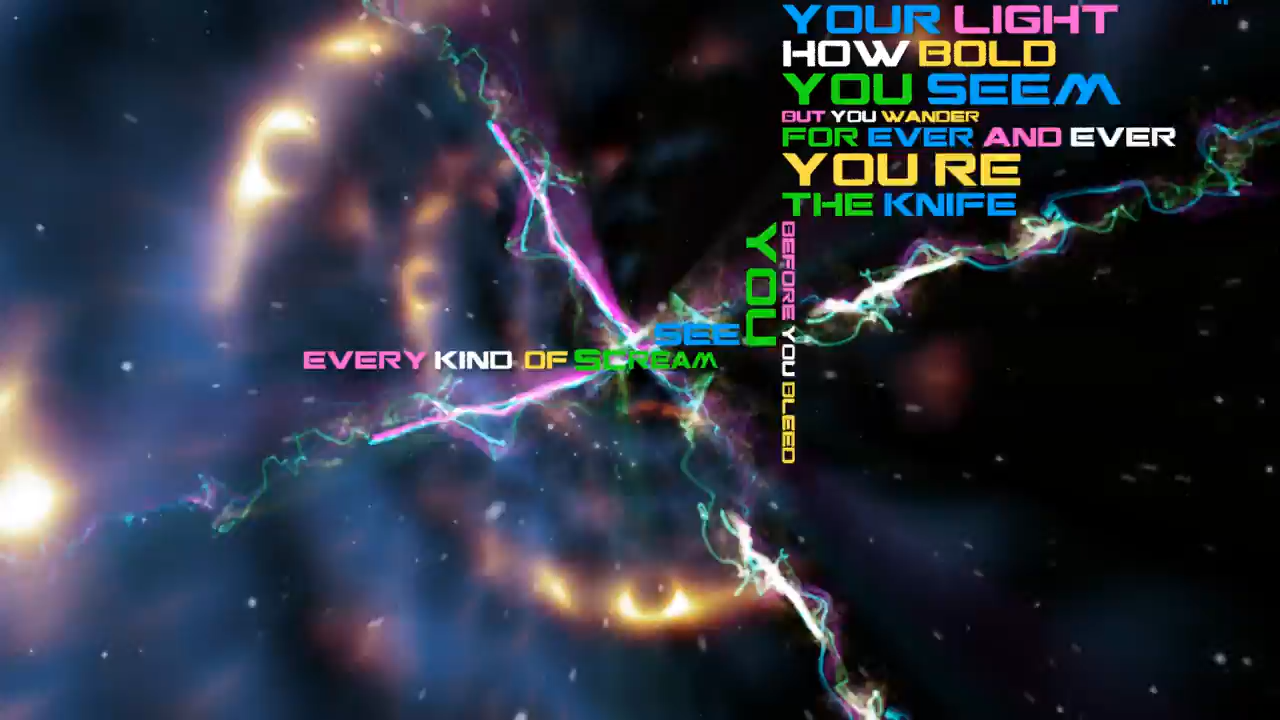 YOUR LIGHT
HOW BOLD
YOU SEEM
BUT YOU WANDER
FOR EVER AND EVER
YOU RE
THE KNIFE
BEFORE YOU BLEED
YOU
SEE
EVERY KIND OF SCREAM